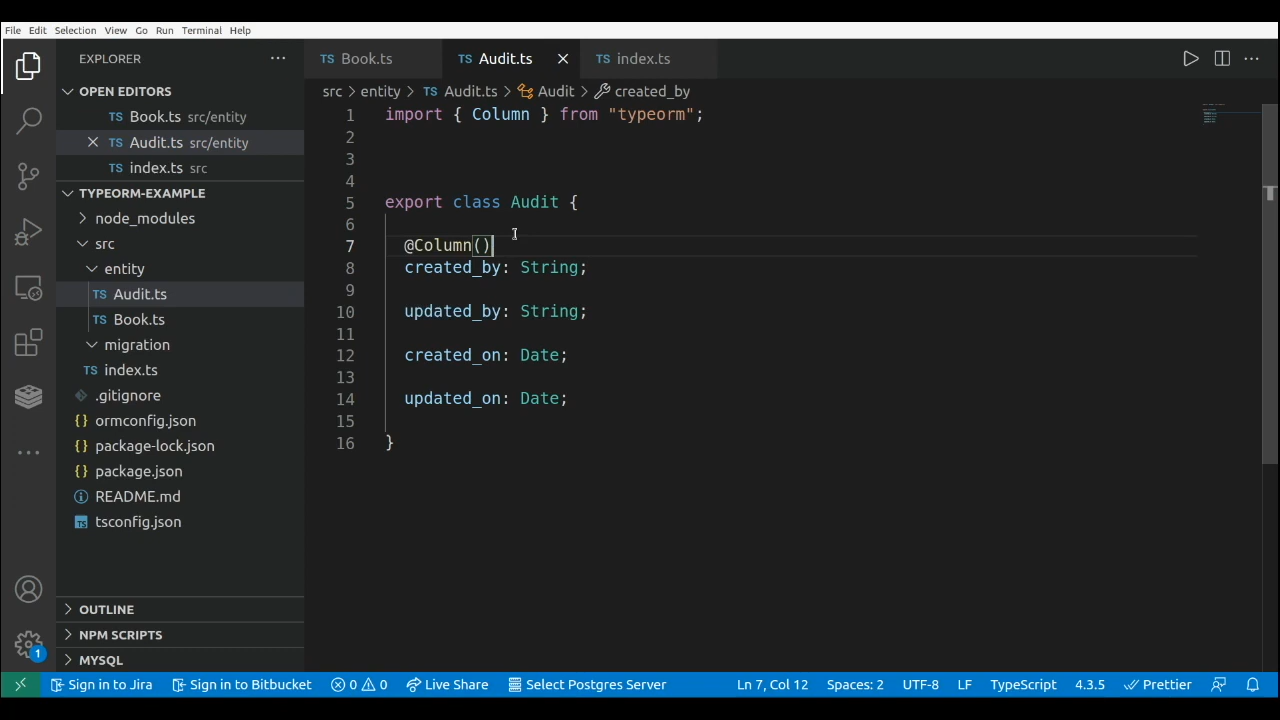 File Edit Selection View Go Run Terminal Help
EXPLORER
OPEN EDITORS
TS Book.ts src/entity
TS Audit.ts src/entity
TS index.ts src
TYPEORM-EXAMPLE
node_modules
src
entity
TS Audit.ts
TS Book.ts
migration
TS index.ts
.gitignore
{} ormconfig.json
{} package-lock.json
{} package.json
README.md
TS tsconfig.json
OUTLINE
NPM SCRIPTS
MYSQL
1
TS Book.ts TS Audit.ts TS index.ts
src > entity > TS Audit.ts > Audit > created_by
1 import { Column } from "typeorm";
2
3
4
5 export class Audit {
6
7 @Column()
8 created_by: String;
9
10 updated_by: String;
11
12 created_on: Date;
13
14 updated_on: Date;
15
16 }
Sign in to Jira Sign in to Bitbucket 0 0 Live Share Select Postgres Server Ln 7, Col 12 Spaces: 2 UTF-8 LF TypeScript 4.3.5 Prettier